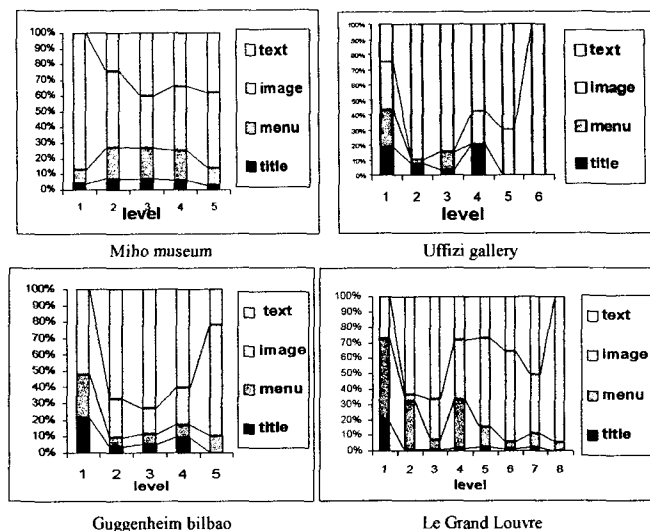 100%
90%
80%
70%
60%
50%
40%
30%
20%
10%
0%
1 2 3 4 5
level
text
image
menu
title
Miho museum
100%
90%
80%
70%
60%
50%
40%
30%
20%
10%
0%
1 2 3 4 5 6
level
text
image
menu
title
Uffizi gallery
100%
90%
80%
70%
60%
50%
40%
30%
20%
10%
0%
1 2 3 4 5
level
text
image
menu
title
Guggenheim bilbao
100%
90%
80%
70%
60%
50%
40%
30%
20%
10%
0%
1 2 3 4 5 6 7 8
level
text
image
menu
title
Le Grand Louvre